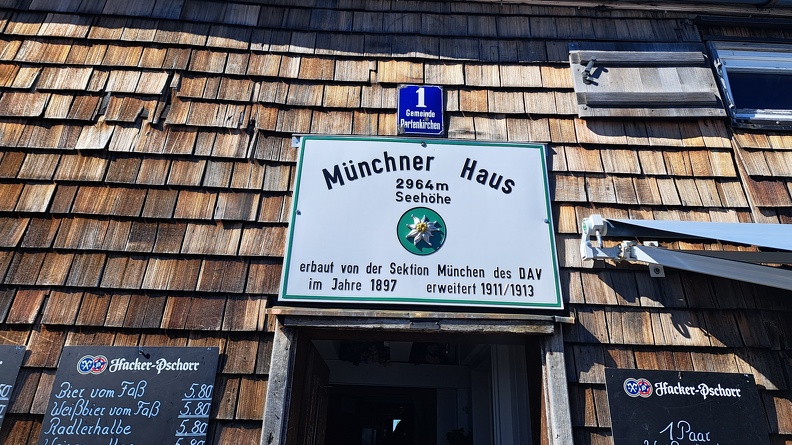 1
Gemeinde
Partenkirchen
Münchner Haus
2964m
Seehöhe
erbaut von der Sektion München des DAV
im Jahre 1897 erweitert 1911/1913
Hacker-Pschorr
Bier vom Faß 5.80
Weißbier vom Faß 5.80
Radlerhalbe 5.80
5.80
Hacker-Pschorr
1 Paar